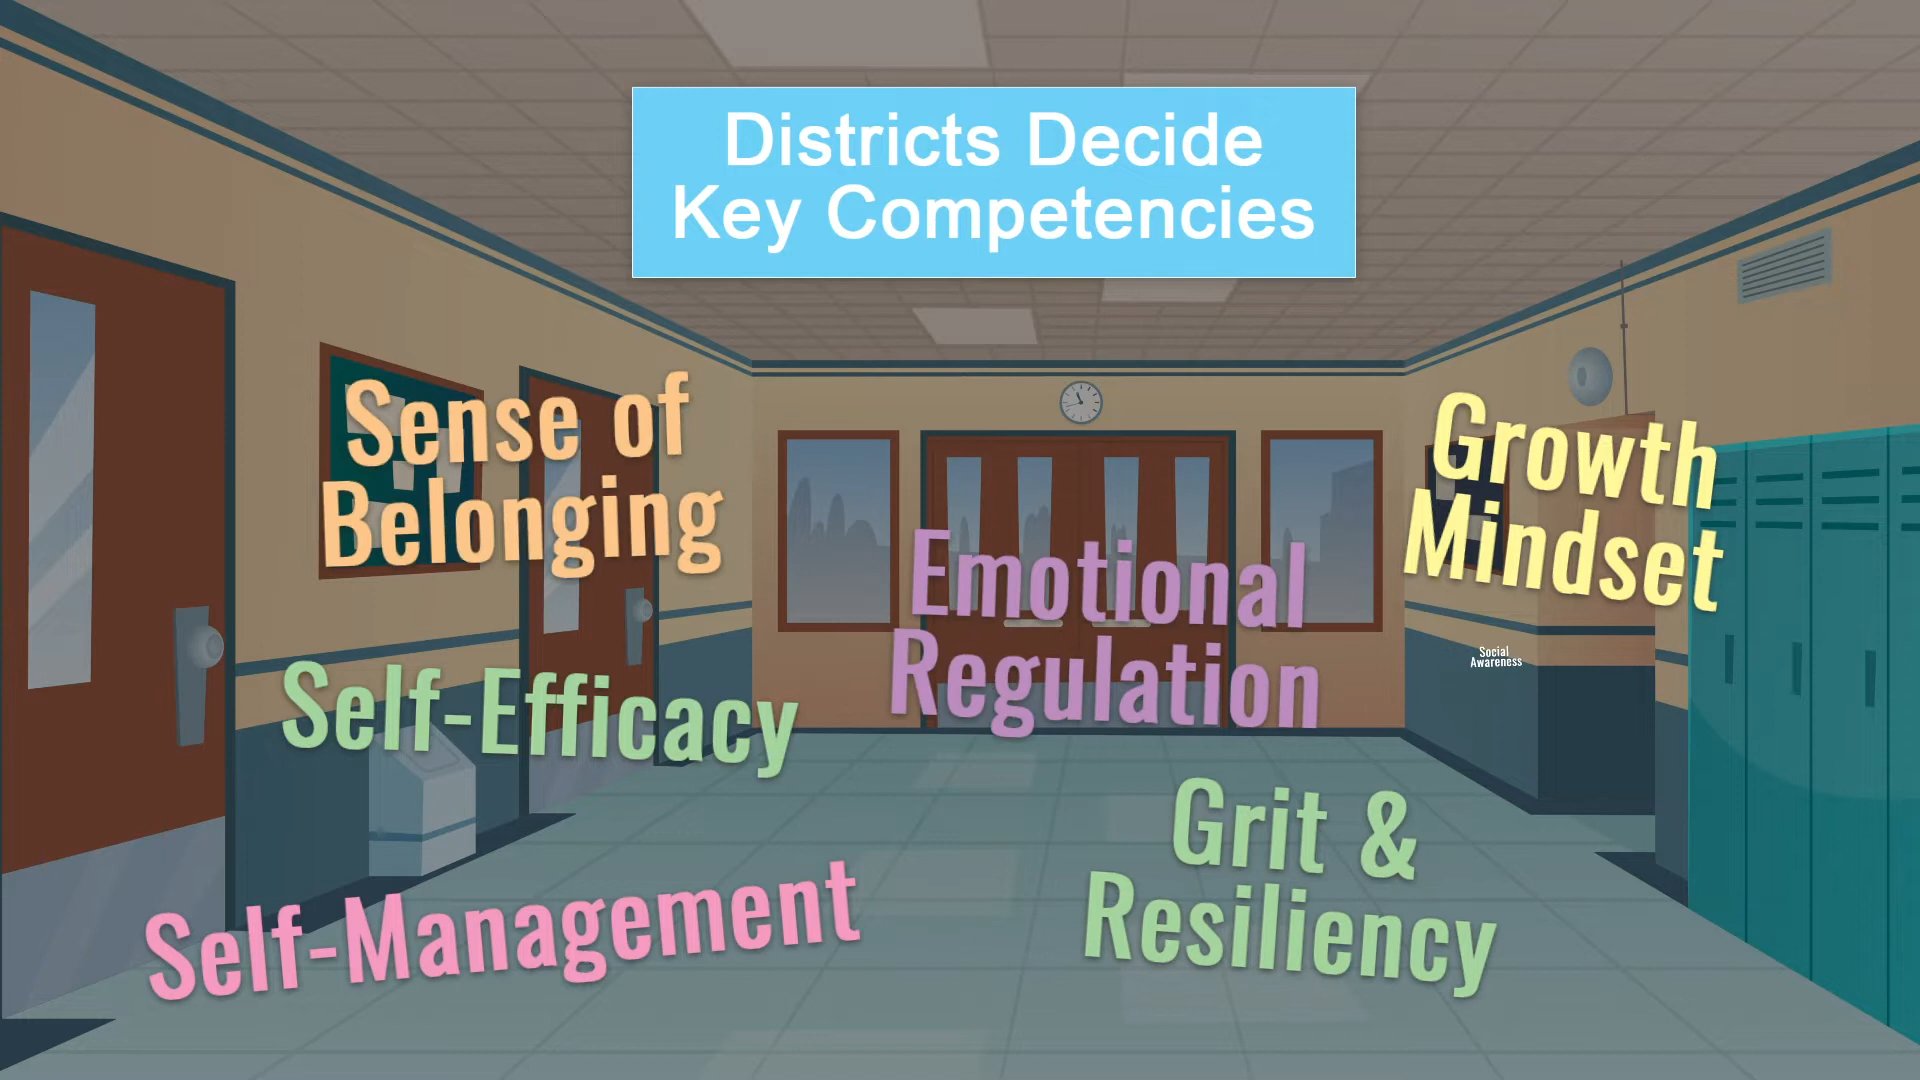 Districts Decide
Key Competencies
Sense of
Belonging
Growth
Mindset
Emotional
Regulation
Social
Awareness
Self-Efficacy
Grit &
Resiliency
Self-Management